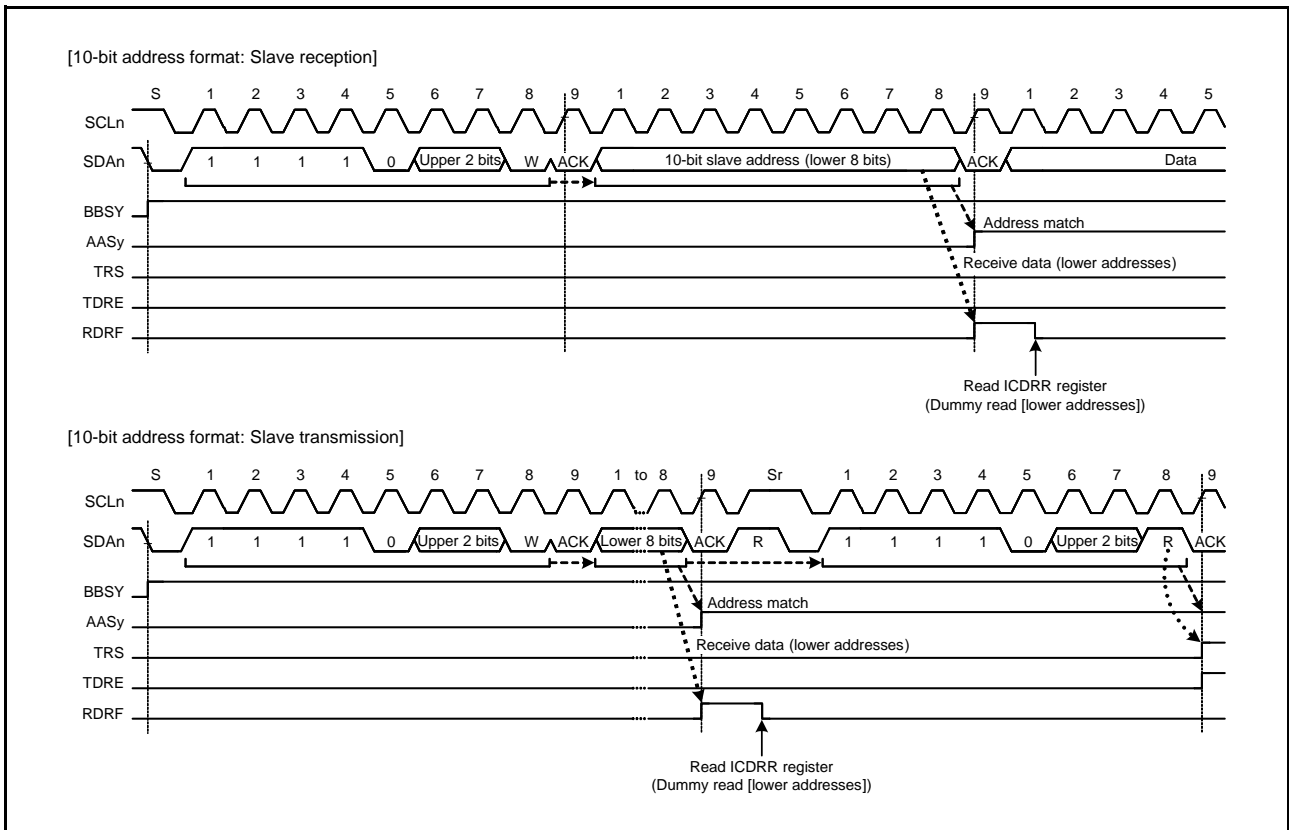 [10-bit address format: Slave reception]
S 1 2 3 4 5 6 7 8 9 1 2 3 4 5 6 7 8 9 1 2 3 4 5
SCLn
SDAn 1 1 1 1 0 Upper 2 bits W ACK 10-bit slave address (lower 8 bits) ACK Data
BBSY
Address match
AASy
Receive data (lower addresses)
TRS
TDRE
RDRF
Read ICDRR register
(Dummy read [lower addresses])
[10-bit address format: Slave transmission]
S 1 2 3 4 5 6 7 8 9 1 to 8 9 Sr 1 2 3 4 5 6 7 8 9
SCLn
SDAn 1 1 1 1 0 Upper 2 bits W ACK Lower 8 bits ACK R 1 1 1 1 0 Upper 2 bits R ACK
BBSY
Address match
AASy
Receive data (lower addresses)
TRS
TDRE
RDRF
Read ICDRR register
(Dummy read [lower addresses])